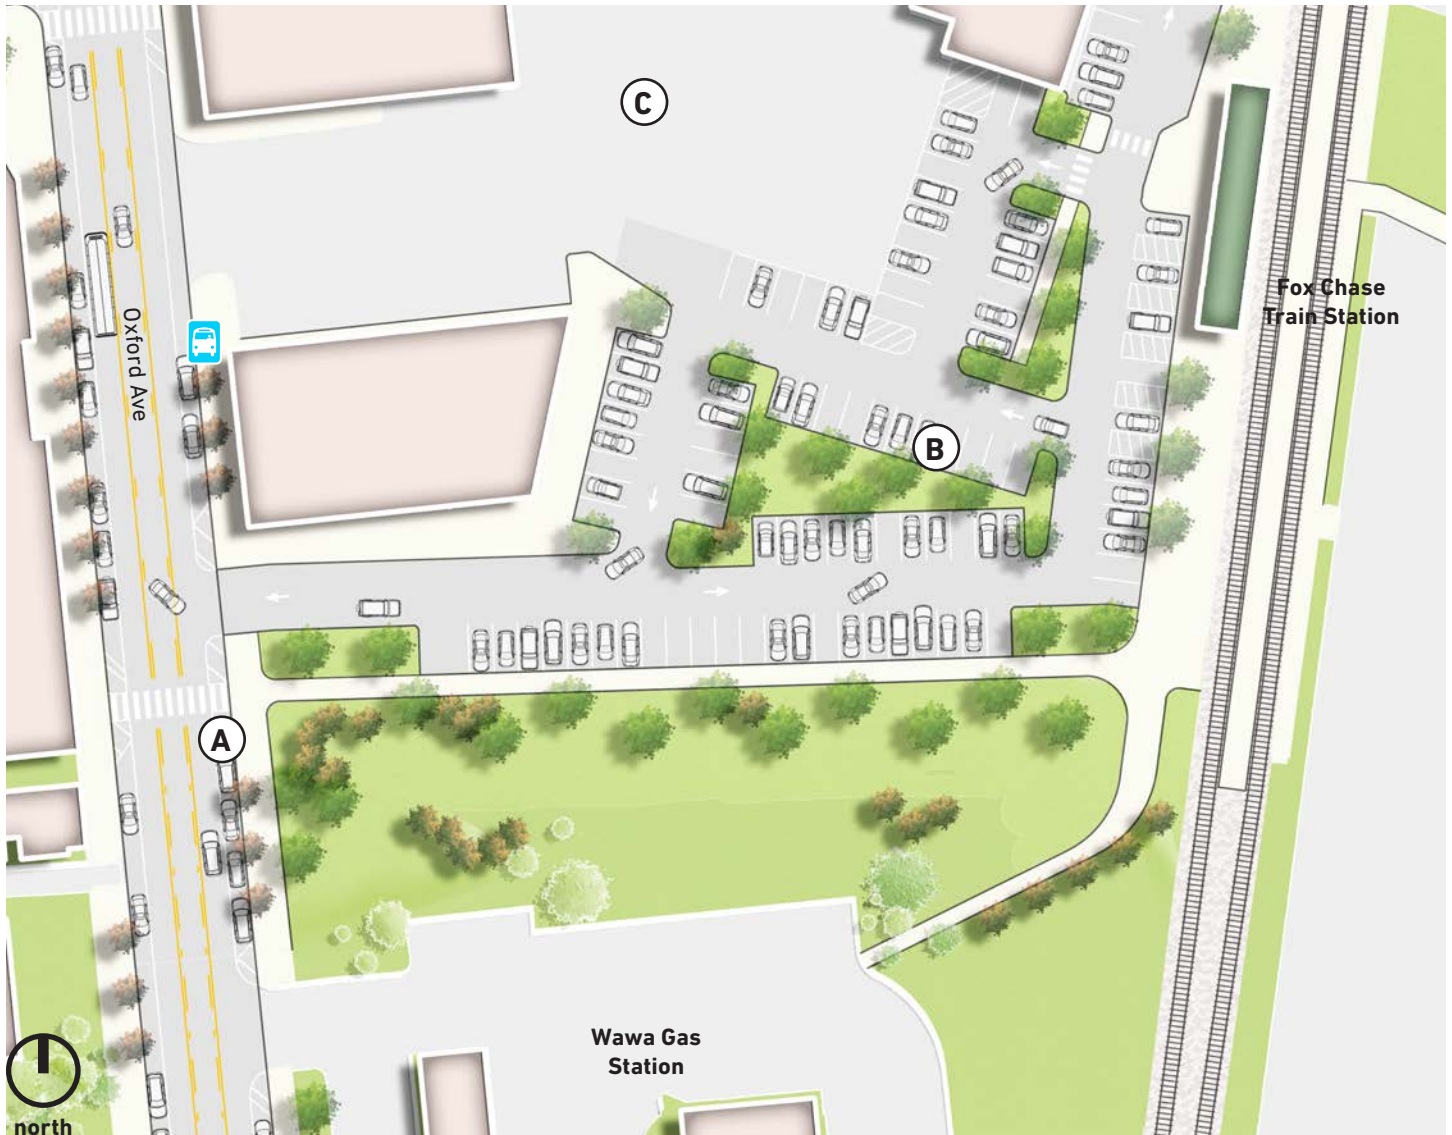 C
Fox Chase
Train Station
Oxford Ave
B
A
Wawa Gas
Station
north